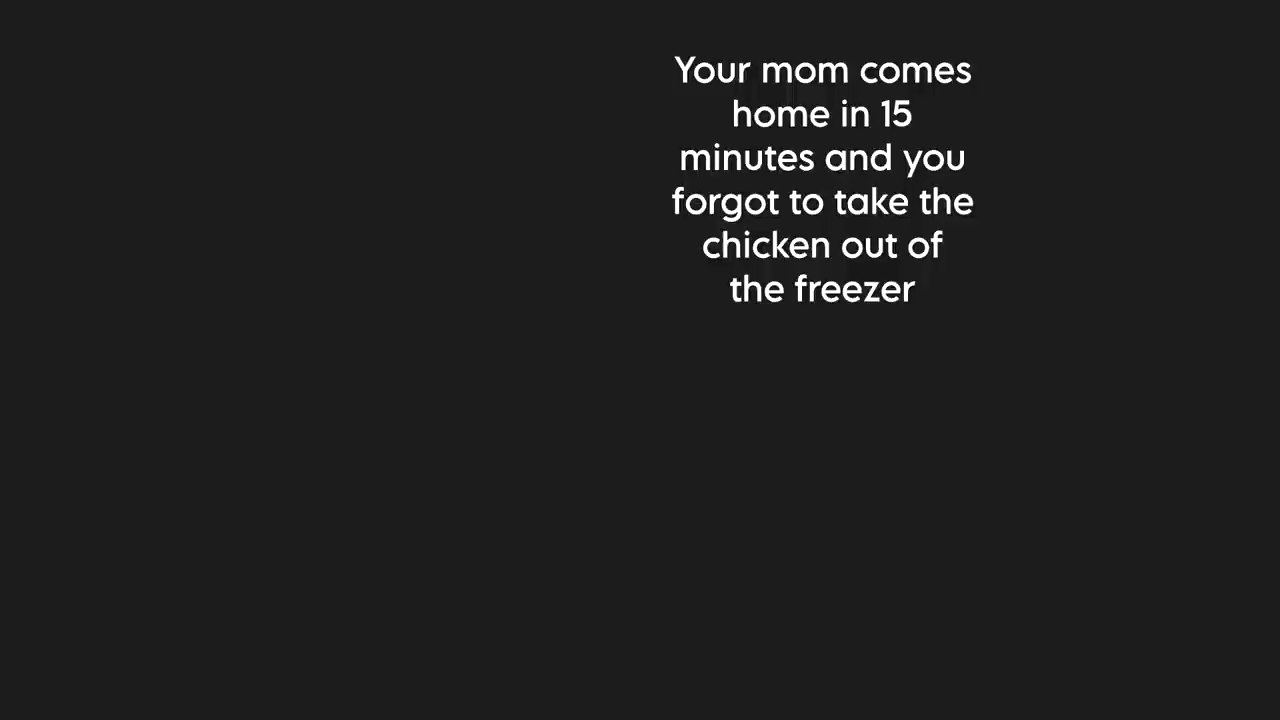 Your mom comes
home in 15
minutes and you
forgot to take the
chicken out of
the freezer